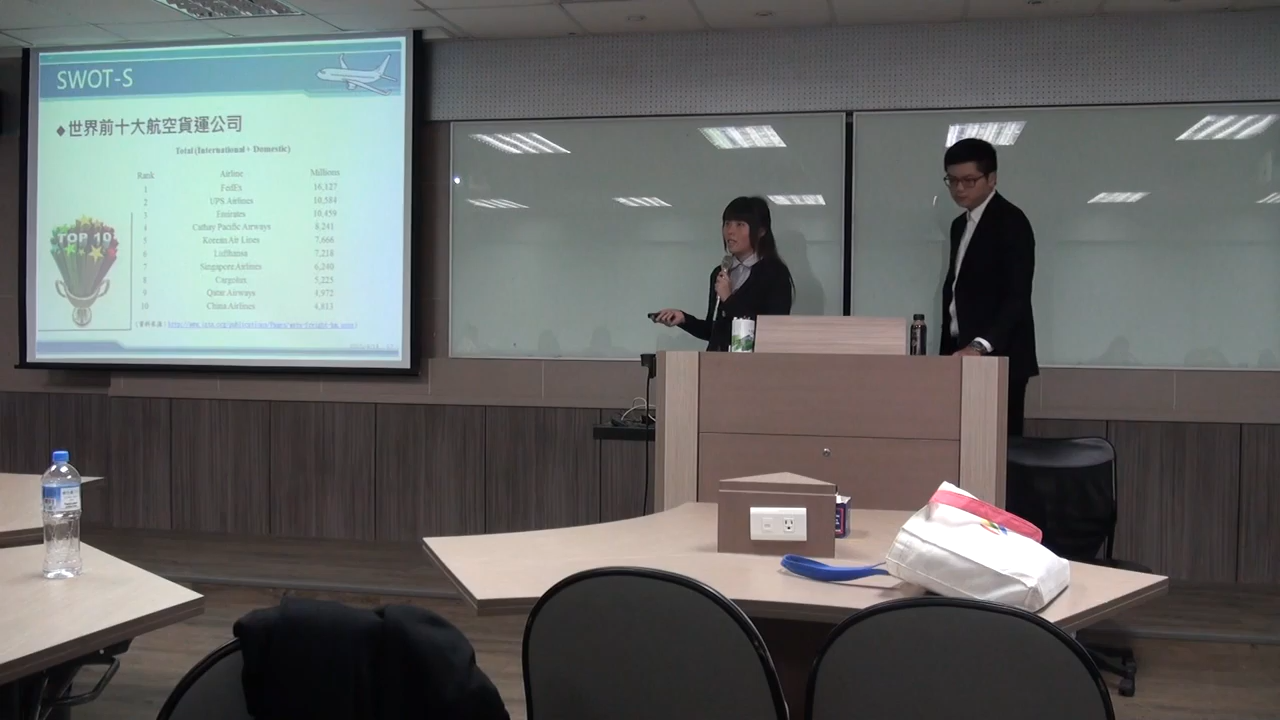 SWOT-S
◆世界前十大航空貨運公司
Total (International + Domestic)
Rank Airline Millions
1 FedEx 16,127
2 UPS Airlines 10,584
3 Emirates 10,459
4 Cathay Pacific Airways 8,241
5 Korean Air Lines 7,666
6 Lufthansa 7,218
7 Singapore Airlines 6,240
8 Cargolux 5,225
9 Qatar Airways 4,972
10 China Airlines 4,813
TOP 10